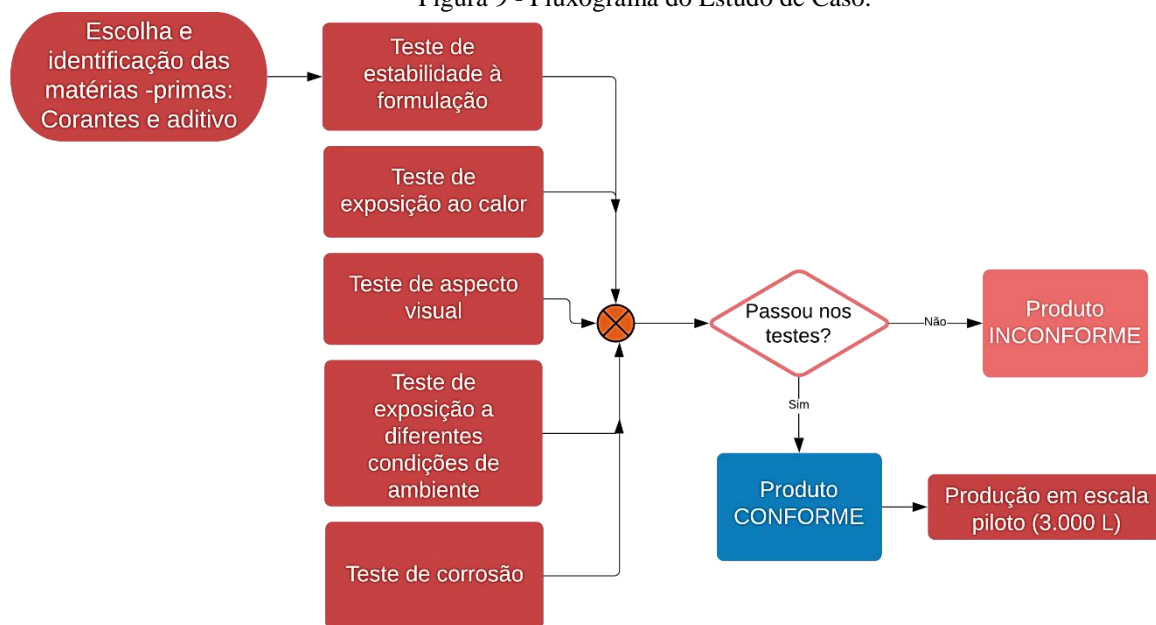 Figura 9 - Fluxograma do Estudo de Caso.
Escolha e
identificação das
matérias -primas:
Corantes e aditivo
Teste de
estabilidade à
formulação
Teste de
exposição ao calor
Teste de aspecto
visual
Teste de
exposição a
diferentes
condições de
ambiente
Teste de corrosão
Passou nos
testes?
Não
Produto
INCONFORME
Sim
Produto
CONFORME
Produção em escala
piloto (3.000 L)